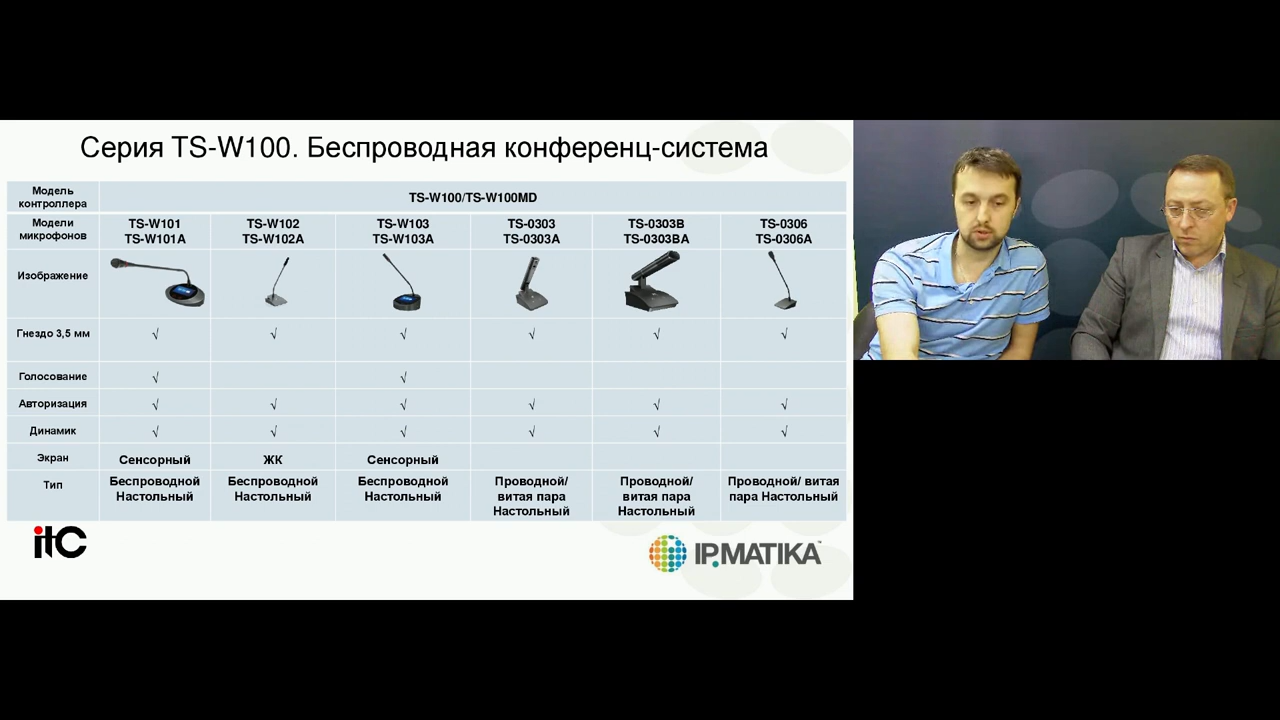 Серия TS-W100. Беспроводная конференц-система
Модель контроллера TS-W100/TS-W100MD
Модели микрофонов TS-W101 TS-W101A TS-W102 TS-W102A TS-W103 TS-W103A TS-0303 TS-0303A TS-0303B TS-0303BA TS-0306 TS-0306A
Изображение
Гнездо 3,5 мм √ √ √ √ √ √
Голосование √ √
Авторизация √ √ √ √ √ √
Динамик √ √ √ √ √ √
Экран Сенсорный ЖК Сенсорный
Тип Беспроводной Настольный Беспроводной Настольный Беспроводной Настольный Проводной/ витая пара Настольный Проводной/ витая пара Настольный Проводной/ витая пара Настольный
itC
IP.MATIKA™